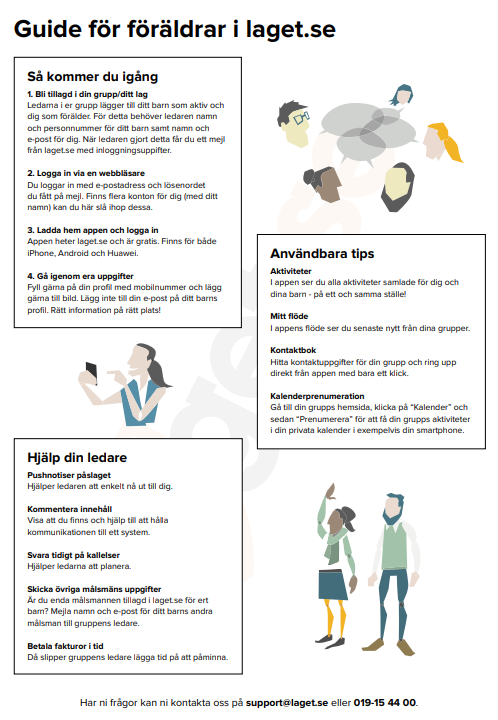 Guide för föräldrar i laget.se
Så kommer du igång
1. Bli tillagd i din grupp/ditt lag
Ledarna i er grupp lägger till ditt barn som aktiv och
dig som förälder. För detta behöver ledaren namn
och personnummer för ditt barn samt namn och
e-post för dig. När ledaren gjort detta får du ett mejl
från laget.se med inloggningsuppifter.
2. Logga in via en webbläsare
Du loggar in med e-postadress och lösenordet
du fått på mejl. Finns flera konton för dig (med ditt
namn) kan du här slå ihop dessa.
3. Ladda hem appen och logga in
Appen heter laget.se och är gratis. Finns för både
iPhone, Android och Huawei.
4. Gå igenom era uppgifter
Fyll gärna på din profil med mobilnummer och lägg
gärna till bild. Lägg inte till din e-post på ditt barns
profil. Rätt information på rätt plats!
Användbara tips
Aktiviteter
I appen ser du alla aktiviteter samlade för dig och
dina barn - på ett och samma ställe!
Mitt flöde
I appens flöde ser du senaste nytt från dina grupper.
Kontaktbok
Hitta kontaktuppgifter för din grupp och ring upp
direkt från appen med bara ett klick.
Kalenderprenumeration
Gå till din grupps hemsida, klicka på “Kalender” och
sedan “Prenumerera” för att få din grupps aktiviteter
i din privata kalender i exempelvis din smartphone.
Hjälp din ledare
Pushnotiser påslaget
Hjälper ledaren att enkelt nå ut till dig.
Kommentera innehåll
Visa att du finns och hjälp till att hålla
kommunikationen till ett system.
Svara tidigt på kallelser
Hjälper ledarna att planera.
Skicka övriga målsmäns uppgifter
Är du enda målsmannen tillagd i laget.se för ert
barn? Mejla namn och e-post för ditt barns andra
målsman till gruppens ledare.
Betala fakturor i tid
Då slipper gruppens ledare lägga tid på att påminna.
Har ni frågor kan ni kontakta oss på support@laget.se eller 019-15 44 00.